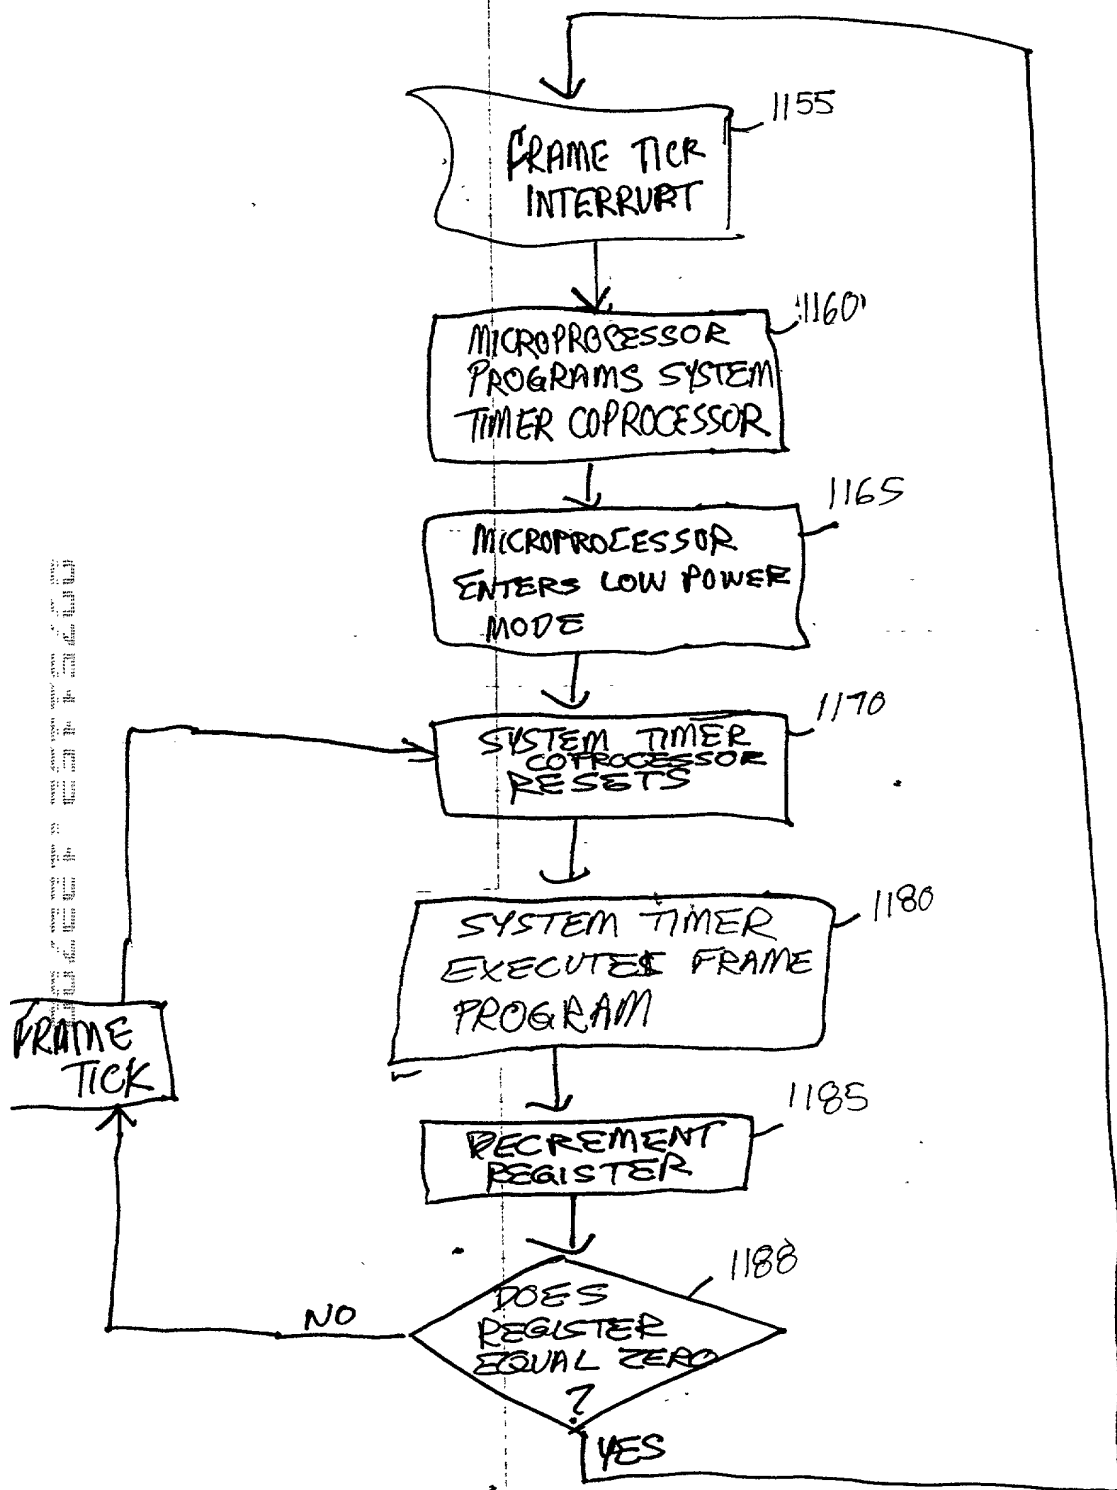 1155
FRAME TICK
INTERRUPT
1160
MICROPROCESSOR
PROGRAMS SYSTEM
TIMER COPROCESSOR
1165
MICROPROCESSOR
ENTERS LOW POWER
MODE
1170
SYSTEM TIMER
COPROCESSOR
RESETS
1180
SYSTEM TIMER
EXECUTES FRAME
PROGRAM
FRAME
TICK
1185
DECREMENT
REGISTER
1188
DOES
REGISTER
EQUAL ZERO
?
NO
YES